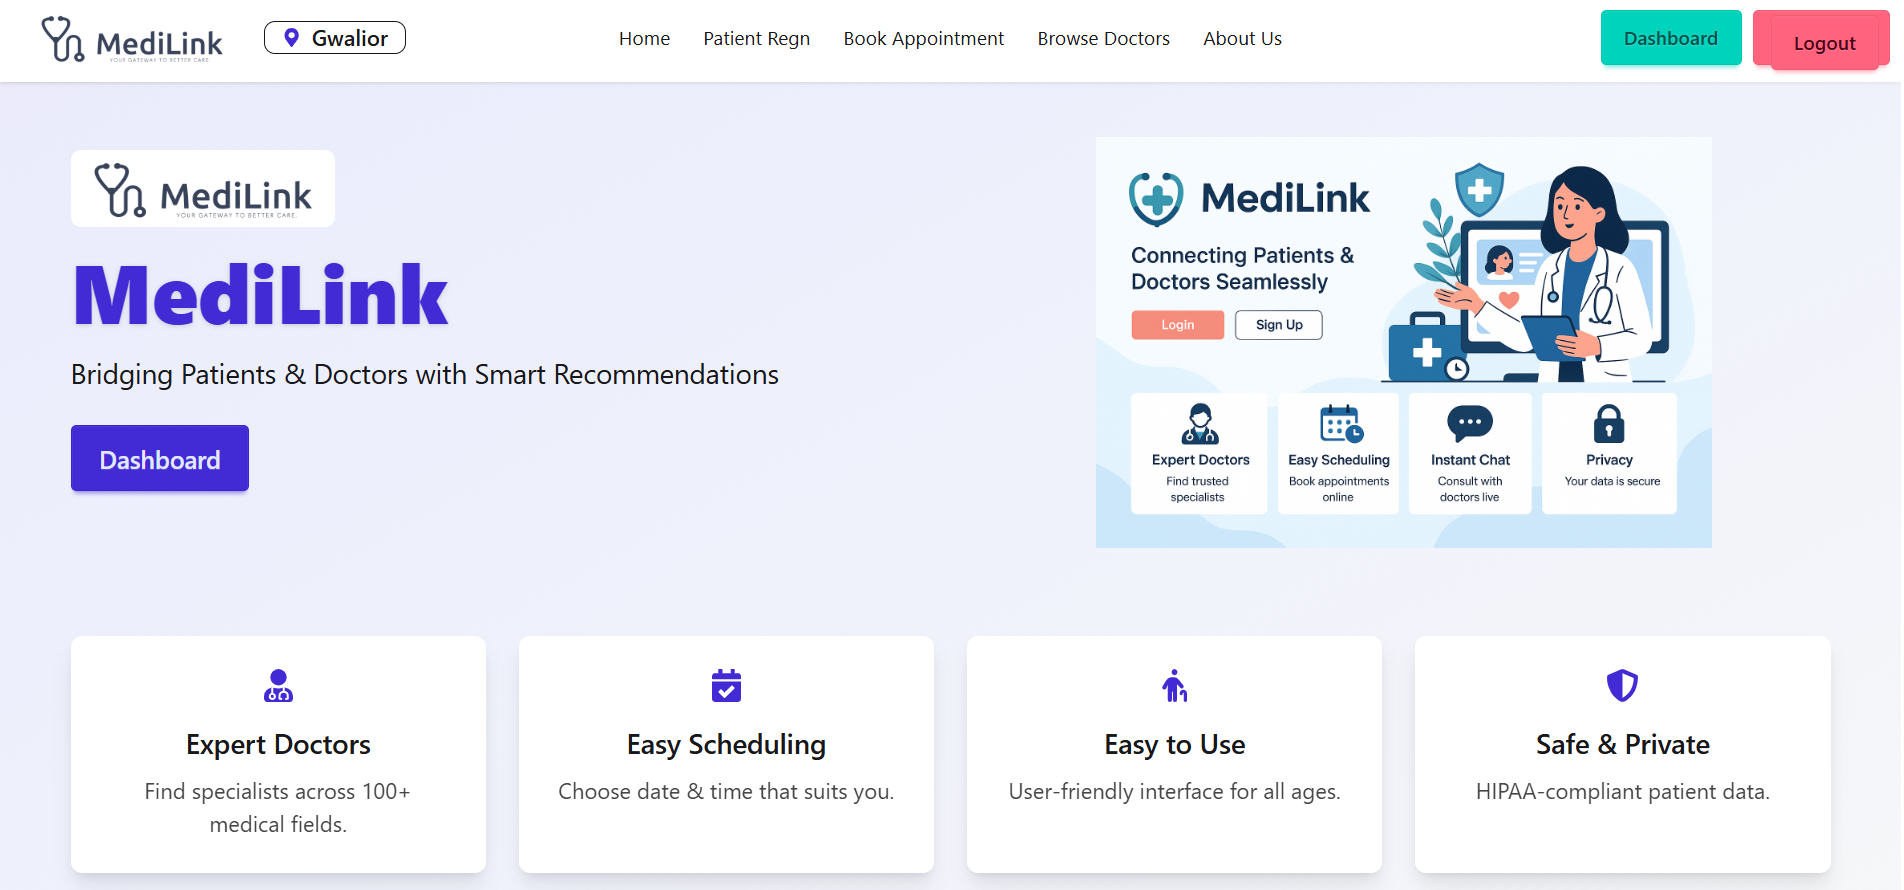 MediLink
YOUR GATEWAY TO BETTER CARE.
Gwalior
Home
Patient Regn
Book Appointment
Browse Doctors
About Us
Dashboard
Logout
MediLink
YOUR GATEWAY TO BETTER CARE.
MediLink
Bridging Patients & Doctors with Smart Recommendations
Dashboard
MediLink
Connecting Patients &
Doctors Seamlessly
Login
Sign Up
Expert Doctors
Find trusted
specialists
Easy Scheduling
Book appointments
online
Instant Chat
Consult with
doctors live
Privacy
Your data is secure
Expert Doctors
Find specialists across 100+
medical fields.
Easy Scheduling
Choose date & time that suits you.
Easy to Use
User-friendly interface for all ages.
Safe & Private
HIPAA-compliant patient data.